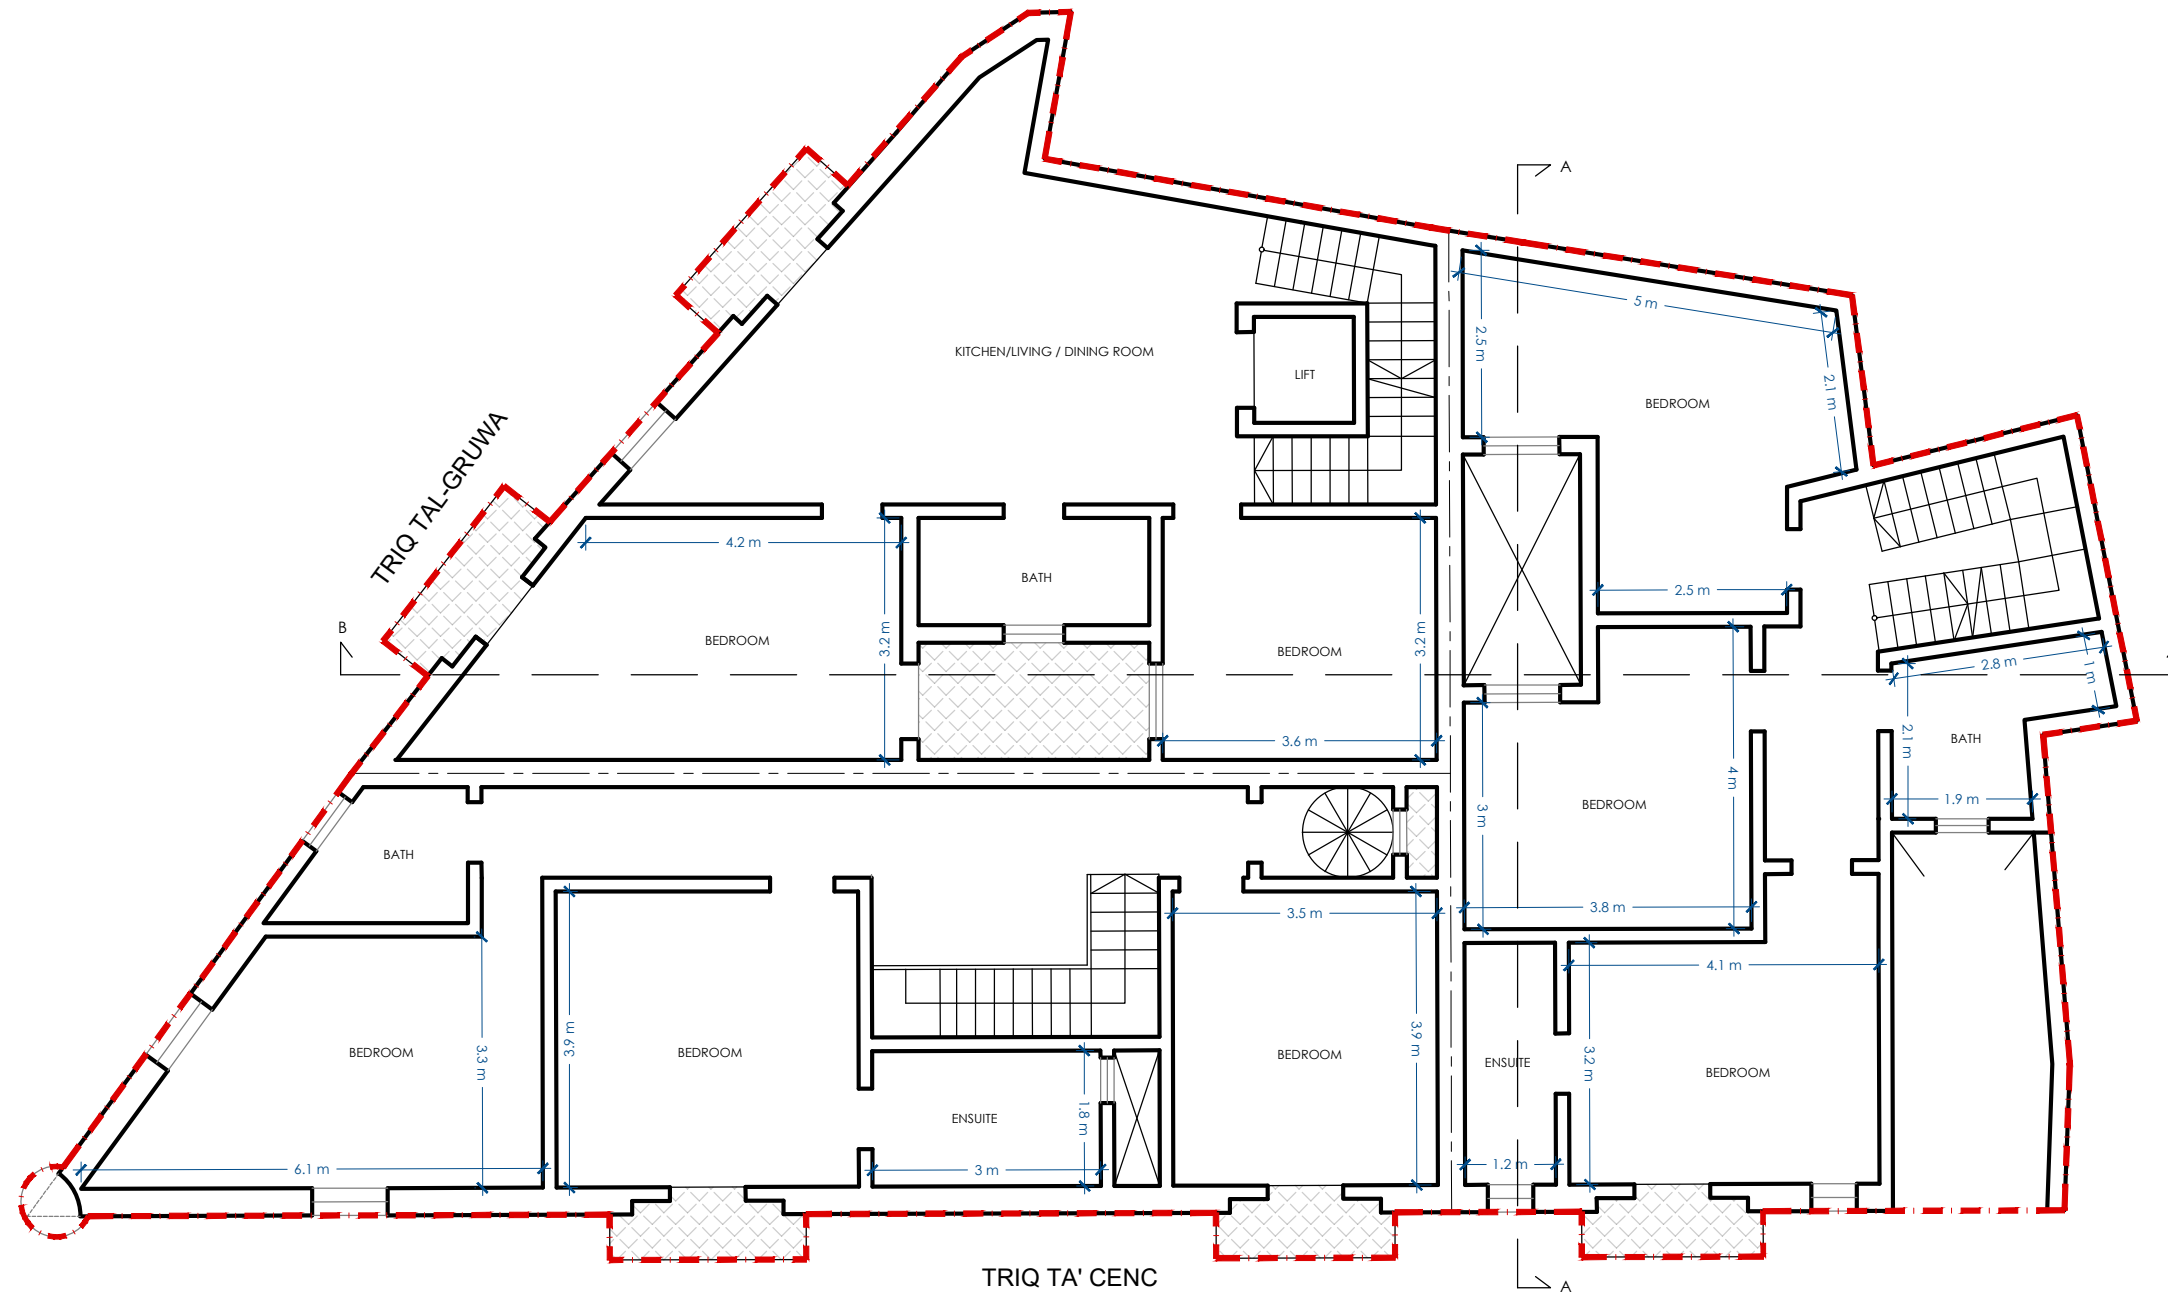 A
5 m
2.5 m
KITCHEN/LIVING / DINING ROOM
LIFT
2.1 m
BEDROOM
TRIQ TAL-GRUWA
4.2 m
BATH
2.5 m
B
BEDROOM
3.2 m
BEDROOM
3.2 m
2.8 m
1 m
3.6 m
2.1 m
BATH
4 m
BEDROOM
3 m
1.9 m
BATH
3.8 m
3.5 m
4.1 m
BEDROOM
3.3 m
3.9 m
BEDROOM
BEDROOM
3.9 m
ENSUITE
3.2 m
BEDROOM
ENSUITE
1.8 m
6.1 m
3 m
1.2 m
TRIQ TA' CENC
A